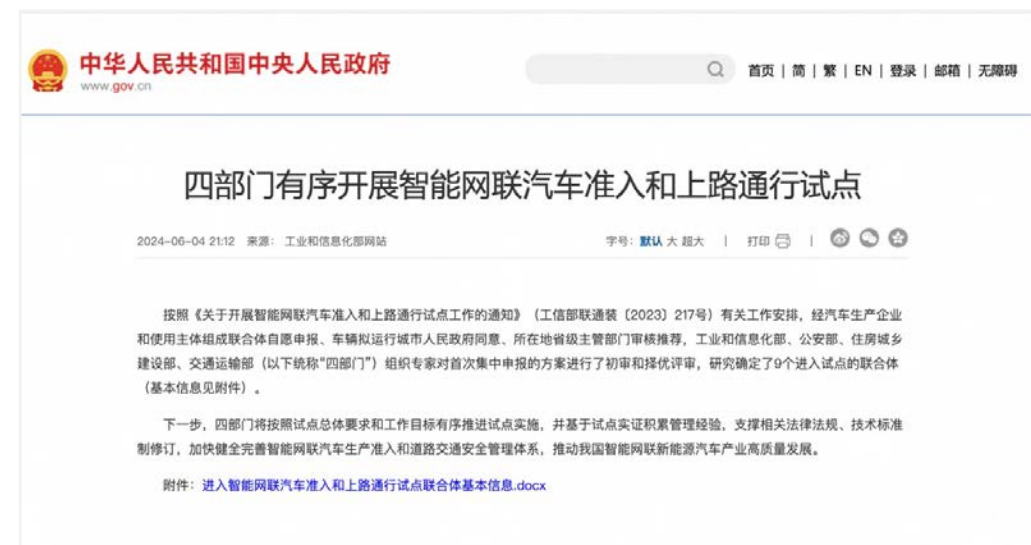 中华人民共和国中央人民政府
www.gov.cn
首页 | 简 | 繁 | EN | 登录 | 邮箱 | 无障碍
四部门有序开展智能网联汽车准入和上路通行试点
2024-06-04 21:12 来源： 工业和信息化部网站
字号：默认 大 超大 | 打印 |
按照《关于开展智能网联汽车准入和上路通行试点工作的通知》（工信部联通装〔2023〕217号）有关工作安排，经汽车生产企业
和使用主体组成联合体自愿申报、车辆拟运行城市人民政府同意、所在地省级主管部门审核推荐，工业和信息化部、公安部、住房城乡
建设部、交通运输部（以下统称“四部门”）组织专家对首次集中申报的方案进行了初审和择优评审，研究确定了9个进入试点的联合体
（基本信息见附件）。
下一步，四部门将按照试点总体要求和工作目标有序推进试点实施，并基于试点实证积累管理经验，支撑相关法律法规、技术标准
制修订，加快健全完善智能网联汽车生产准入和道路交通安全管理体系，推动我国智能网联新能源汽车产业高质量发展。
附件：进入智能网联汽车准入和上路通行试点联合体基本信息.docx